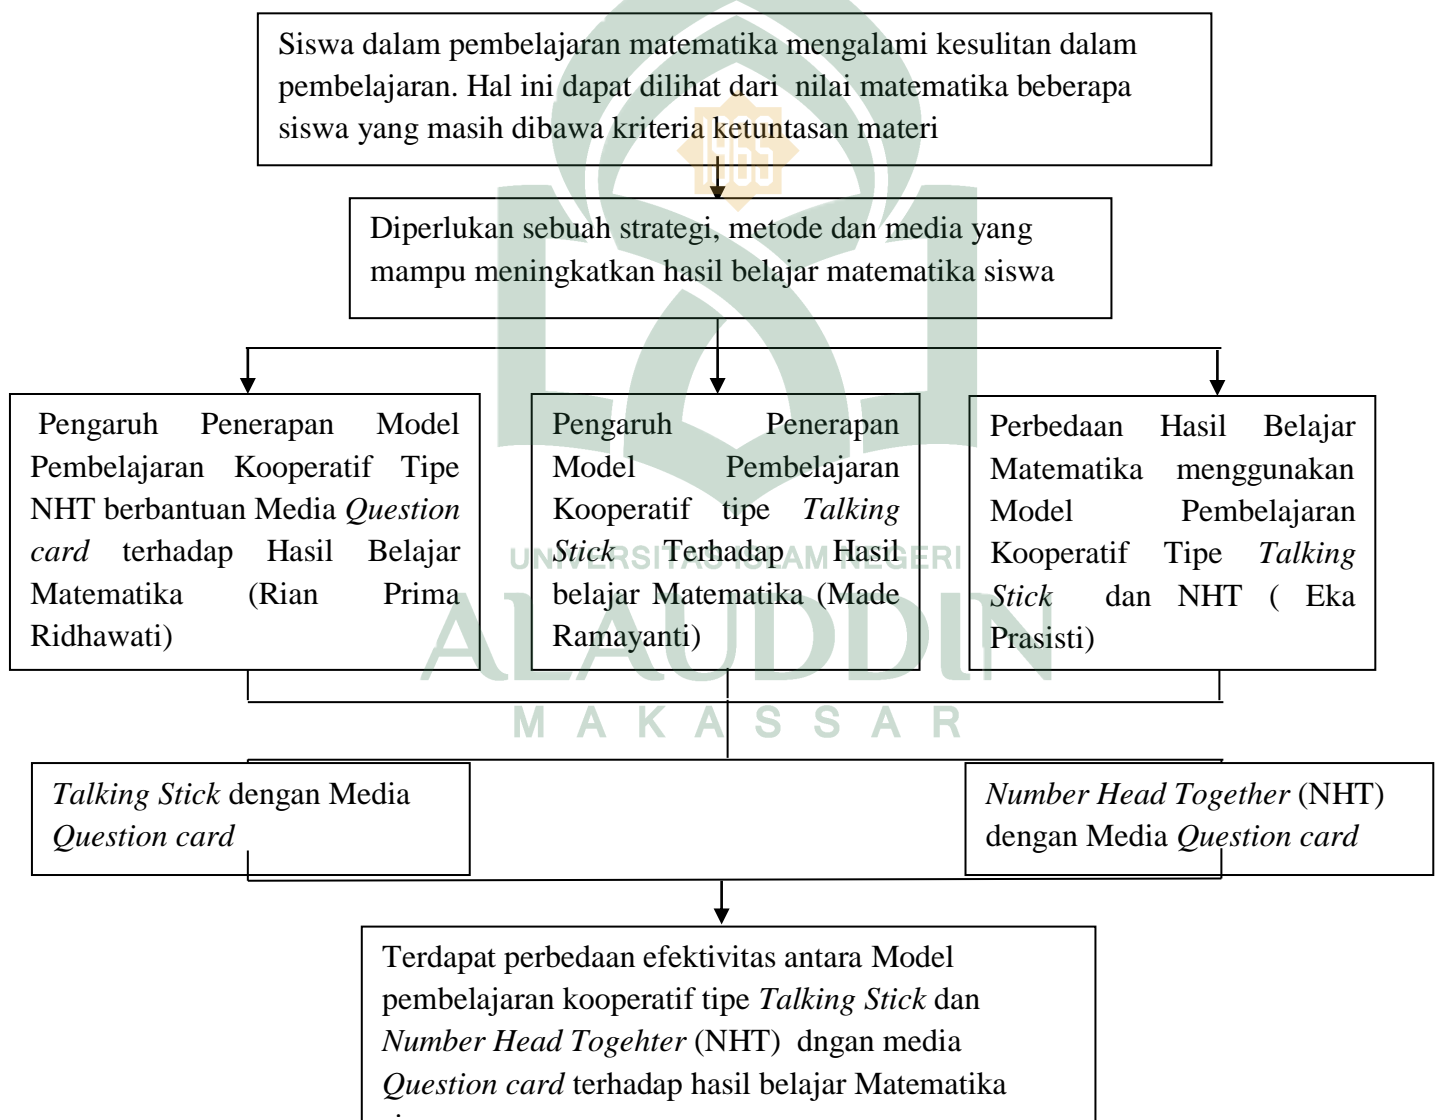 Siswa dalam pembelajaran matematika mengalami kesulitan dalam
pembelajaran. Hal ini dapat dilihat dari nilai matematika beberapa
siswa yang masih dibawa kriteria ketuntasan materi
1965
Diperlukan sebuah strategi, metode dan media yang
mampu meningkatkan hasil belajar matematika siswa
Pengaruh Penerapan Model
Pembelajaran Kooperatif Tipe
NHT berbantuan Media Question
card terhadap Hasil Belajar
Matematika (Rian Prima
Ridhawati)
Pengaruh Penerapan
Model Pembelajaran
Kooperatif tipe Talking
Stick Terhadap Hasil
belajar Matematika (Made
Ramayanti)
Perbedaan Hasil Belajar
Matematika menggunakan
Model Pembelajaran
Kooperatif Tipe Talking
Stick dan NHT ( Eka
Prasisti)
UNIVERSITAS ISLAM NEGERI
ALAUDDIN
MAKASSAR
Talking Stick dengan Media
Question card
Number Head Together (NHT)
dengan Media Question card
Terdapat perbedaan efektivitas antara Model
pembelajaran kooperatif tipe Talking Stick dan
Number Head Togehter (NHT) dngan media
Question card terhadap hasil belajar Matematika